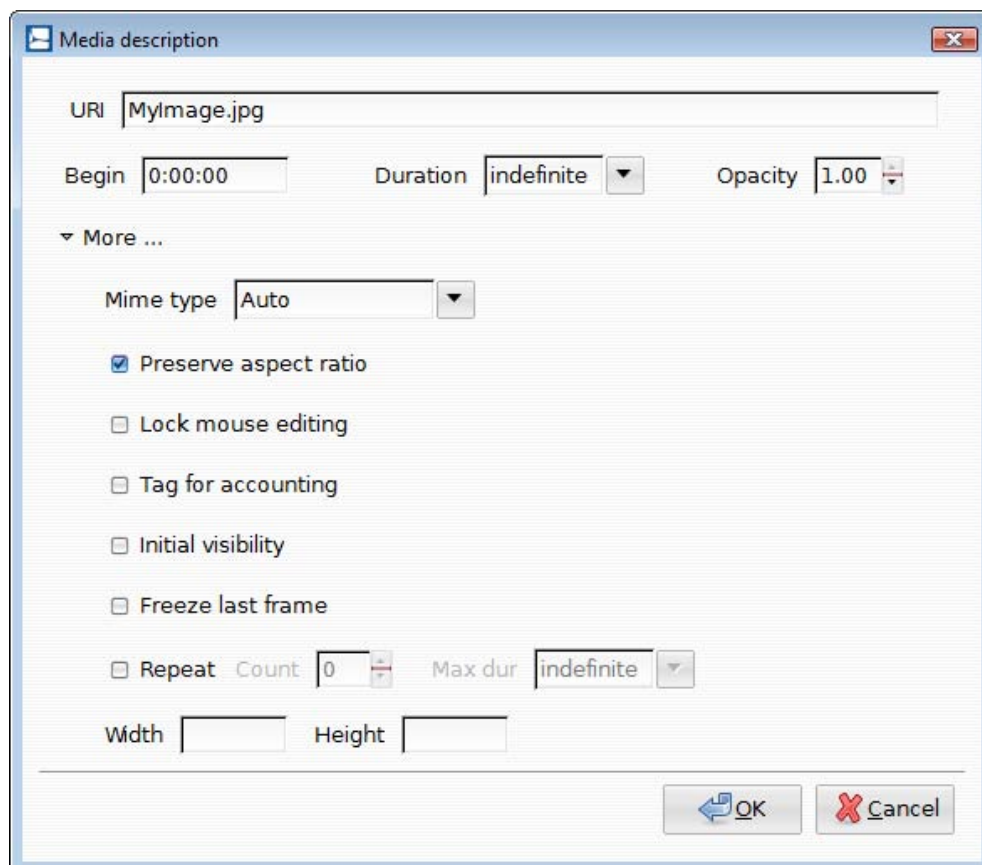 Media description
URI MyImage.jpg
Begin 0:00:00 Duration indefinite Opacity 1.00
More ...
Mime type Auto
Preserve aspect ratio
Lock mouse editing
Tag for accounting
Initial visibility
Freeze last frame
Repeat Count 0 Max dur indefinite
Width Height
OK Cancel